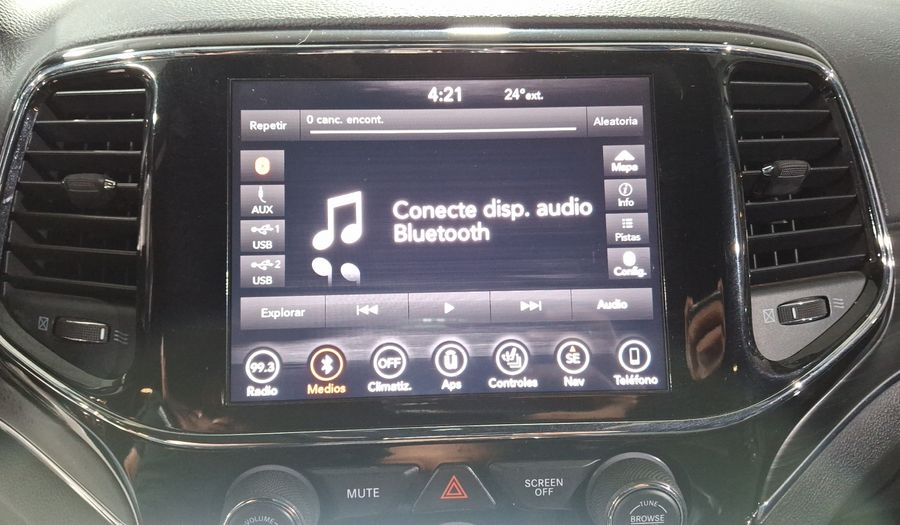 4:21 24° ext.
Repetir 0 canc. encont. Aleatoria
Mapa
AUX
Conecte disp. audio
Bluetooth
Info
1
USB
Pistas
2
USB
Config.
Explorar Audio
99.3 OFF SE
Radio Medios Climatiz. Aps Controles Nav Teléfono
MUTE
SCREEN
OFF
VOLUME
TUNE
BROWSE